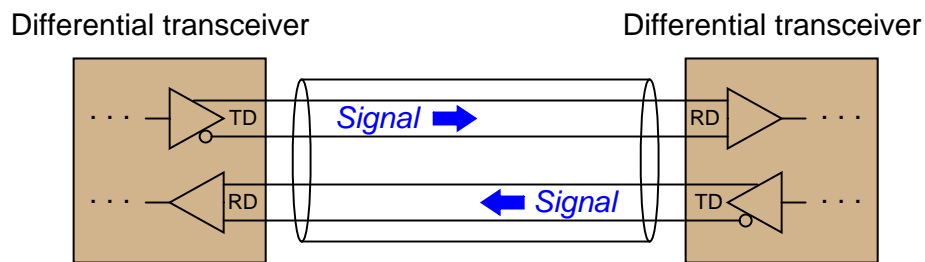 Differential transceiver Differential transceiver
· · · TD Signal RD · · ·
· · · RD Signal TD · · ·